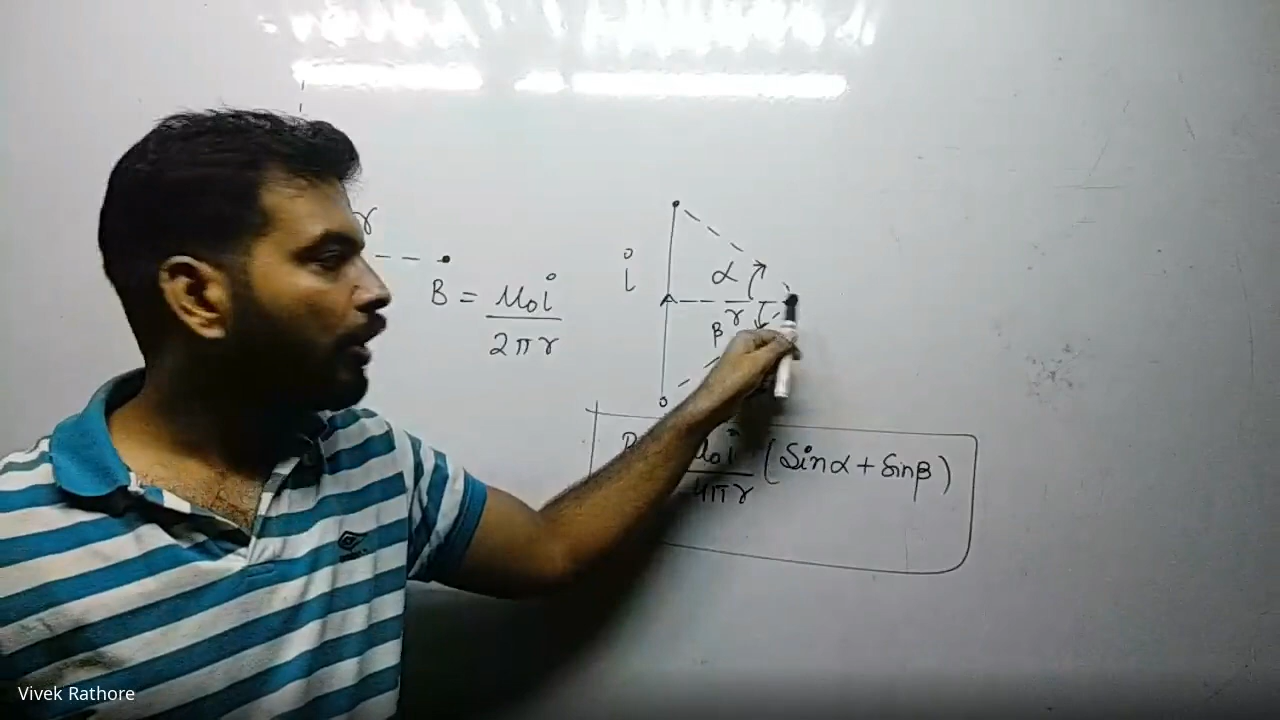 r
B = μ₀i / 2πr
i
α
r
β
B μ₀i / 4πr (Sinα + Sinβ)
Vivek Rathore